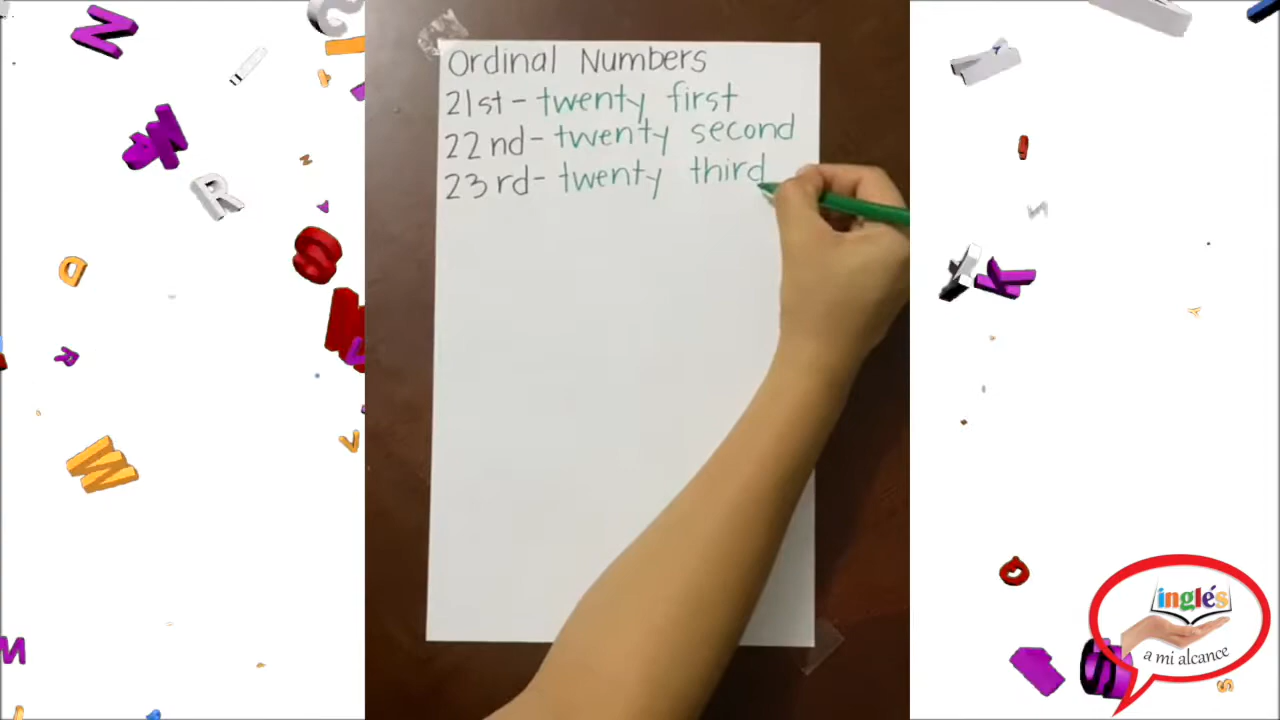 Ordinal Numbers
21st - twenty first
22nd - twenty second
23rd - twenty third
inglés
a mi alcance